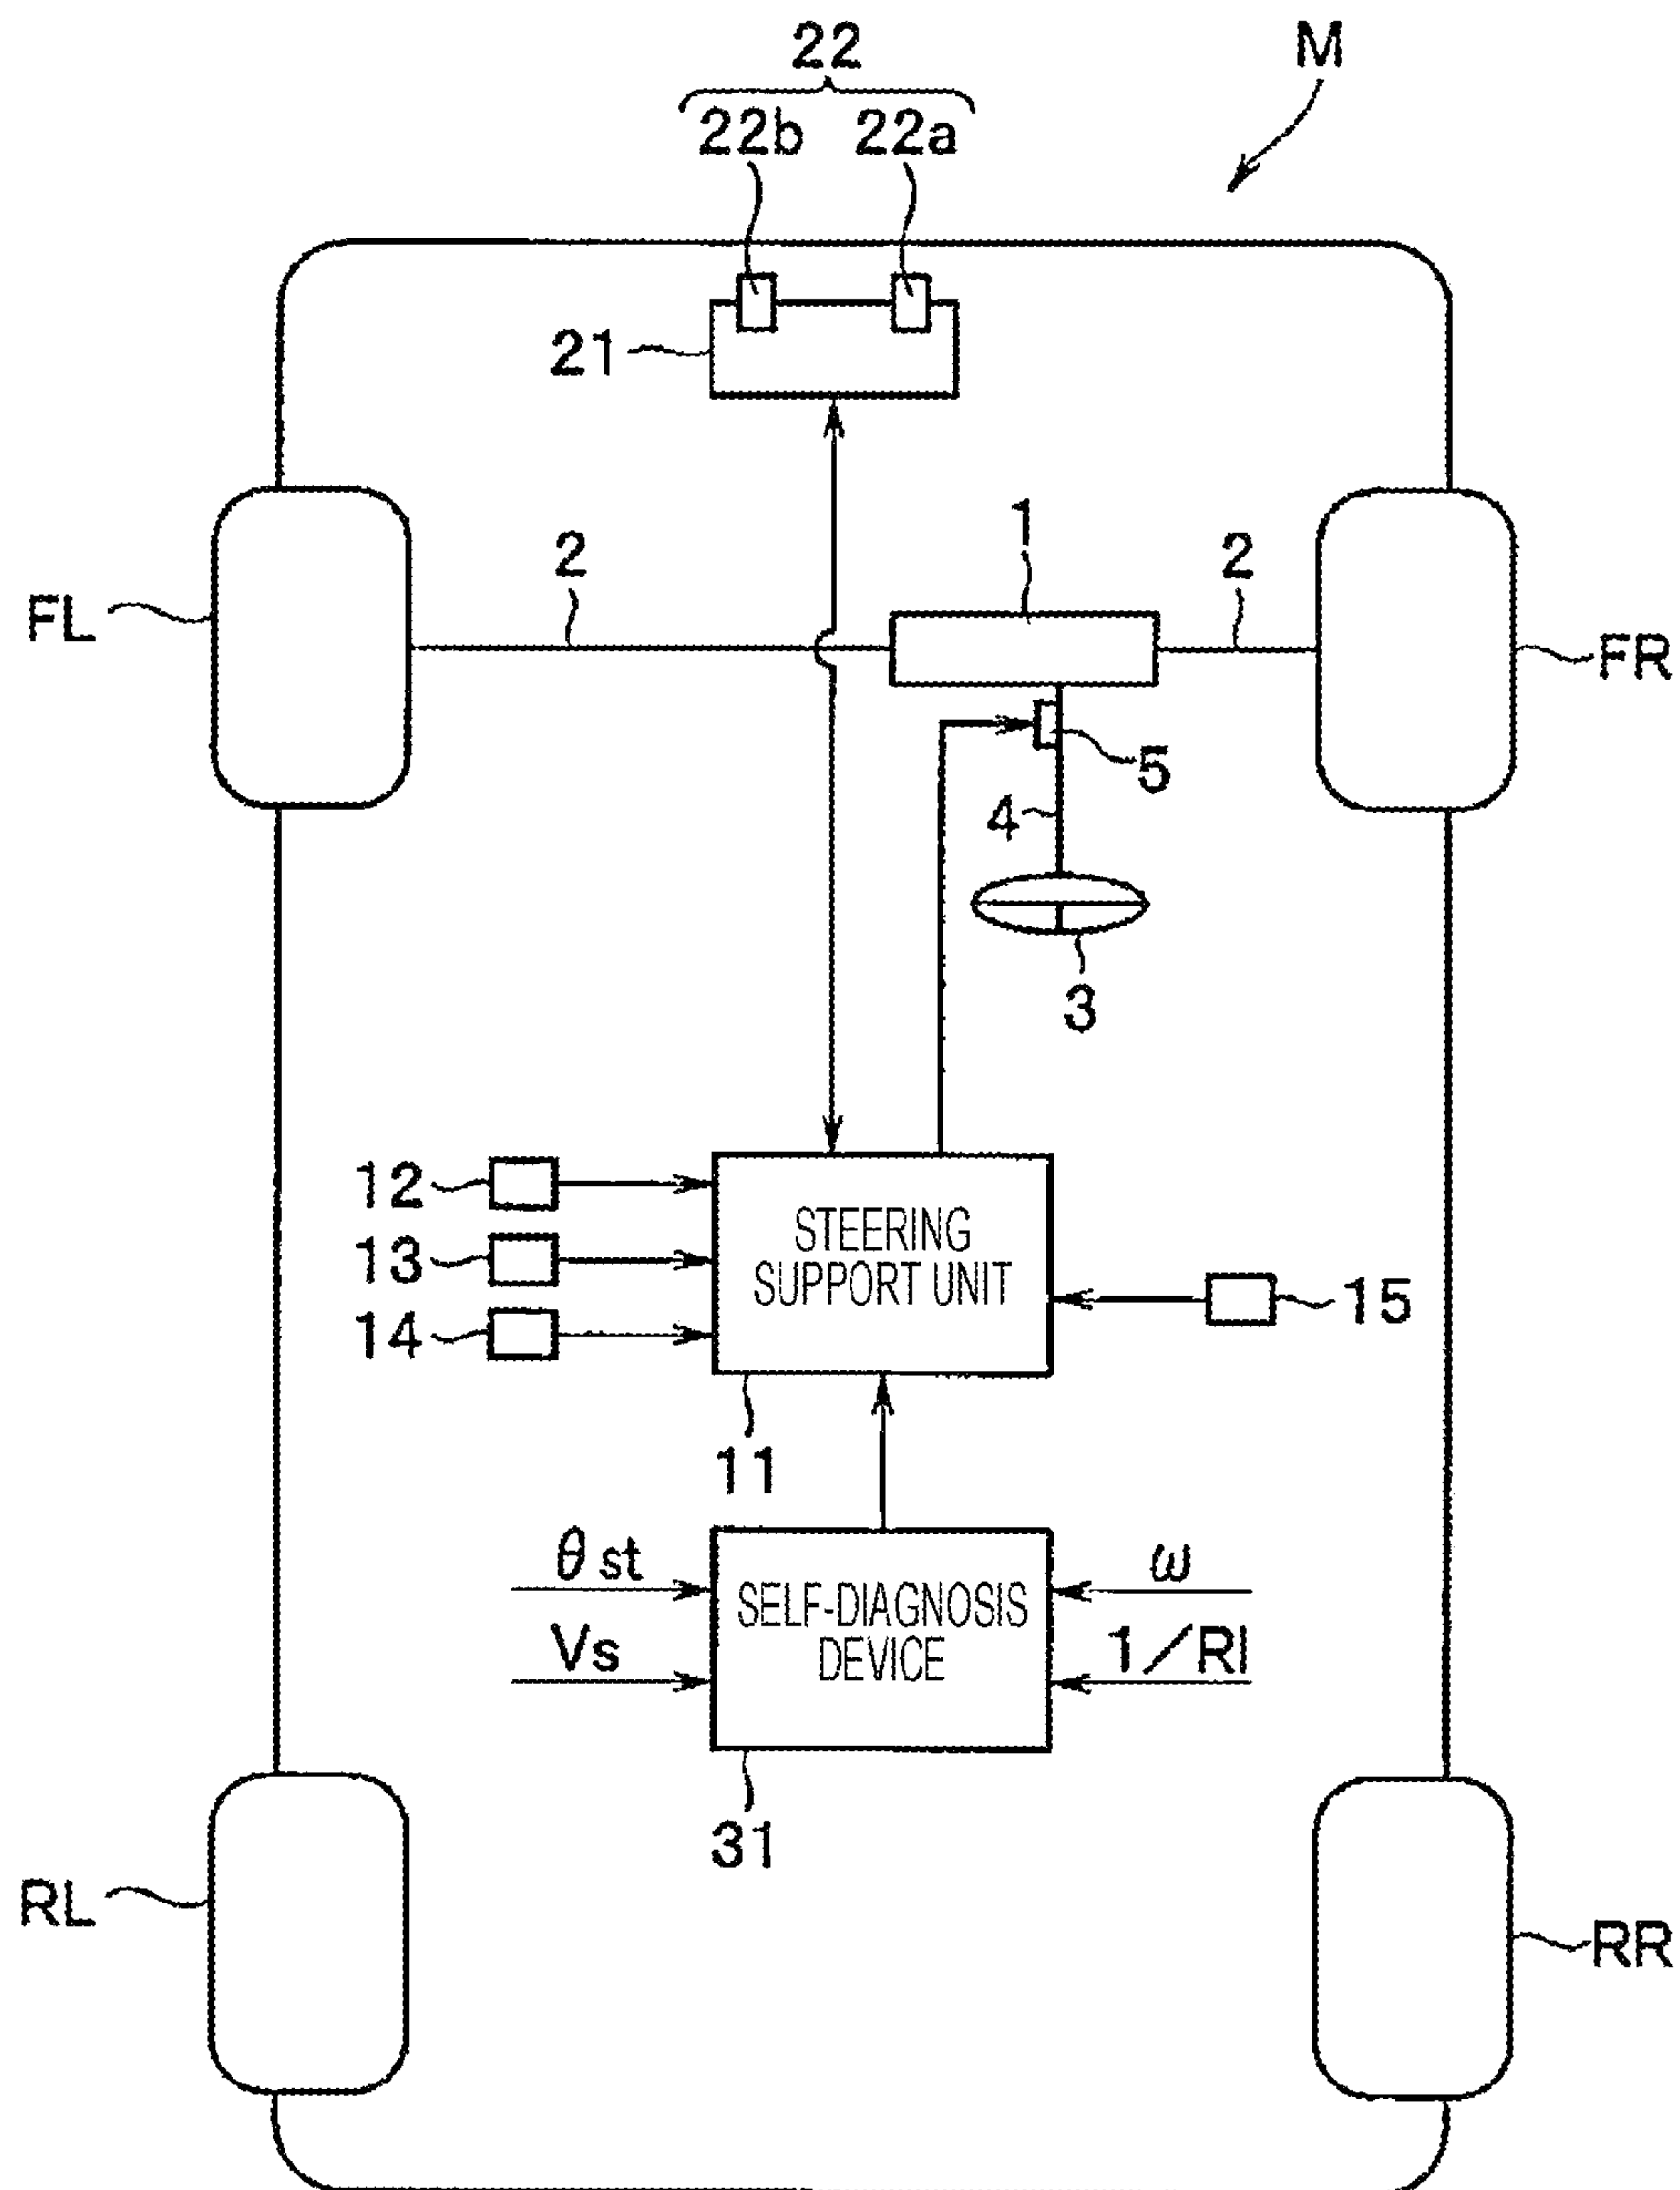 22
M
22b 22a
21
1
2
2
FL
FR
5
4
3
12
STEERING
13
SUPPORT UNIT
15
14
11
θst
ω
SELF-DIAGNOSIS
Vs
DEVICE
1/Rl
31
RL
RR